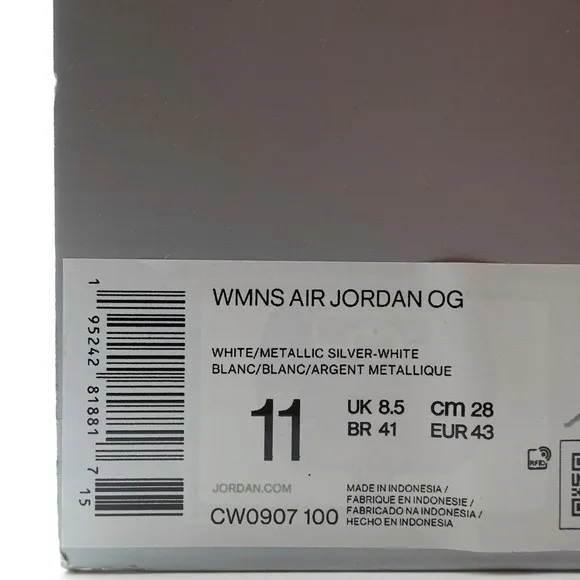 WMNS AIR JORDAN OG
WHITE/METALLIC SILVER-WHITE
BLANC/BLANC/ARGENT METALLIQUE
11
UK 8.5 cm 28
BR 41 EUR 43
JORDAN.COM
CW0907 100
MADE IN INDONESIA /
FABRIQUE EN INDONESIE /
FABRICADO NA INDONÉSIA /
HECHO EN INDONESIA
RFID
1 95242 81881 7 15